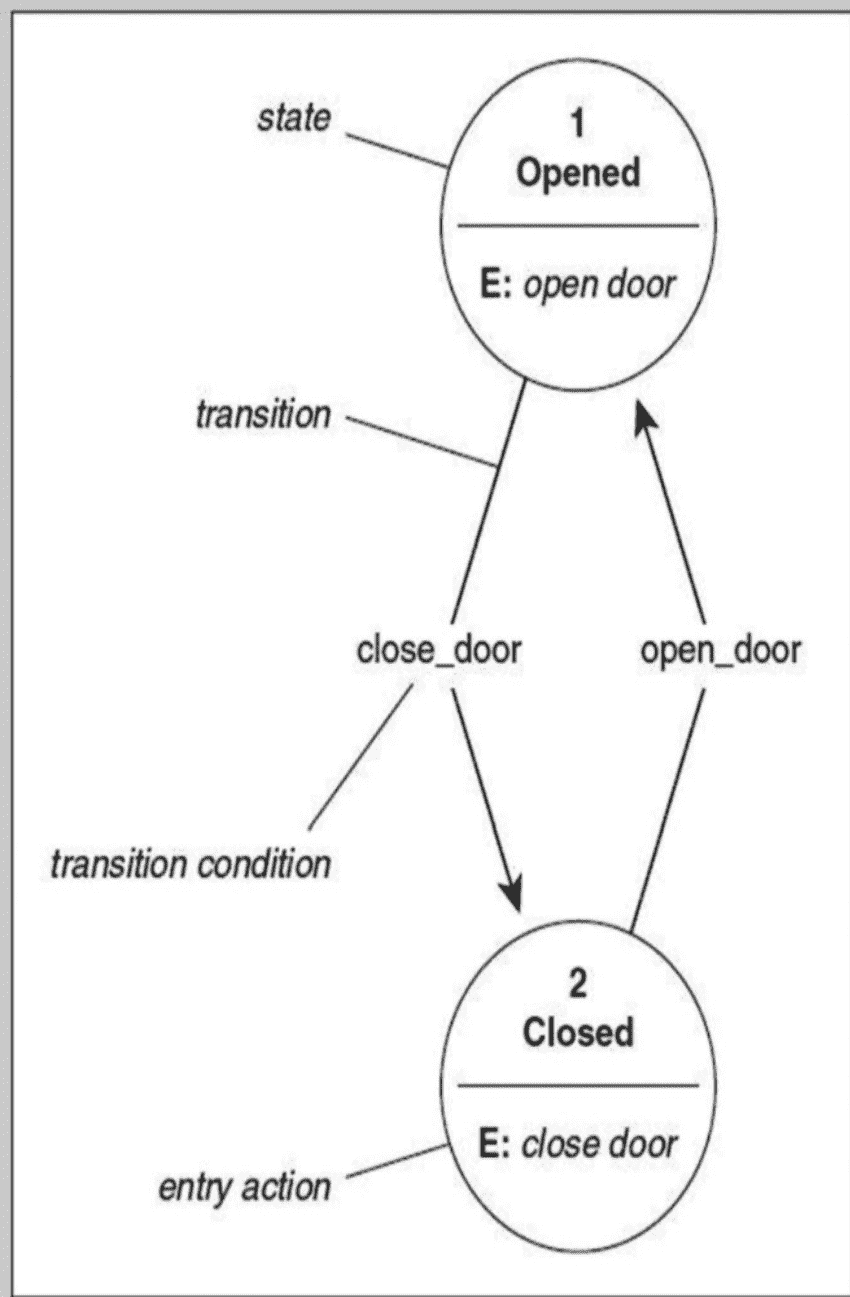 state
1
Opened
E: open door
transition
close_door
open_door
transition condition
2
Closed
E: close door
entry action